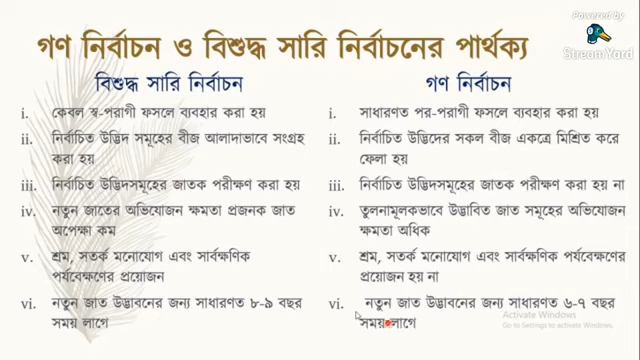 Powered by
StreamYard
গণ নির্বাচন ও বিশুদ্ধ সারি নির্বাচনের পার্থক্য
বিশুদ্ধ সারি নির্বাচন
i. কেবল স্ব-পরাগী ফসলে ব্যবহার করা হয়
ii. নির্বাচিত উদ্ভিদ সমূহের বীজ আলাদাভাবে সংগ্রহ
করা হয়
iii. নির্বাচিত উদ্ভিদসমূহের জাতক পরীক্ষণ করা হয়
iv. নতুন জাতের অভিযোজন ক্ষমতা প্রজনক জাত
অপেক্ষা কম
v. শ্রম, সতর্ক মনোযোগ এবং সার্বক্ষণিক
পর্যবেক্ষণের প্রয়োজন
vi. নতুন জাত উদ্ভাবনের জন্য সাধারণত ৮-৯ বছর
সময় লাগে
গণ নির্বাচন
i. সাধারণত পর-পরাগী ফসলে ব্যবহার করা হয়
ii. নির্বাচিত উদ্ভিদের সকল বীজ একত্রে মিশ্রিত করে
ফেলা হয়
iii. নির্বাচিত উদ্ভিদসমূহের জাতক পরীক্ষণ করা হয় না
iv. তুলনামূলকভাবে উদ্ভাবিত জাত সমূহের অভিযোজন
ক্ষমতা অধিক
v. শ্রম, সতর্ক মনোযোগ এবং সার্বক্ষণিক পর্যবেক্ষণের
প্রয়োজন হয় না
vi. নতুন জাত উদ্ভাবনের জন্য সাধারণত ৬-৭ বছর
সময় লাগে
Activate Windows
Go to Settings to activate Windows.